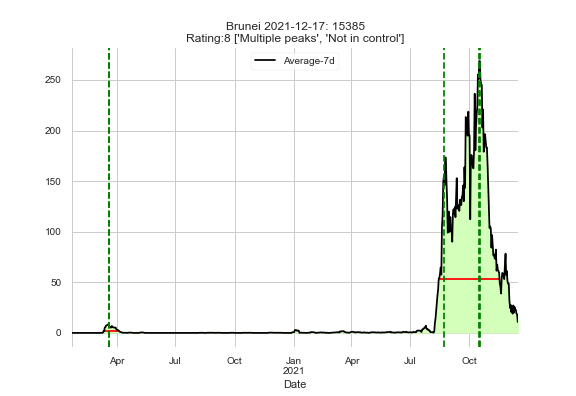 Brunei 2021-12-17: 15385
Rating:8 ['Multiple peaks', 'Not in control']
Average-7d
250
200
150
100
50
0
Apr Jul Oct Jan Apr Jul Oct
2021
Date